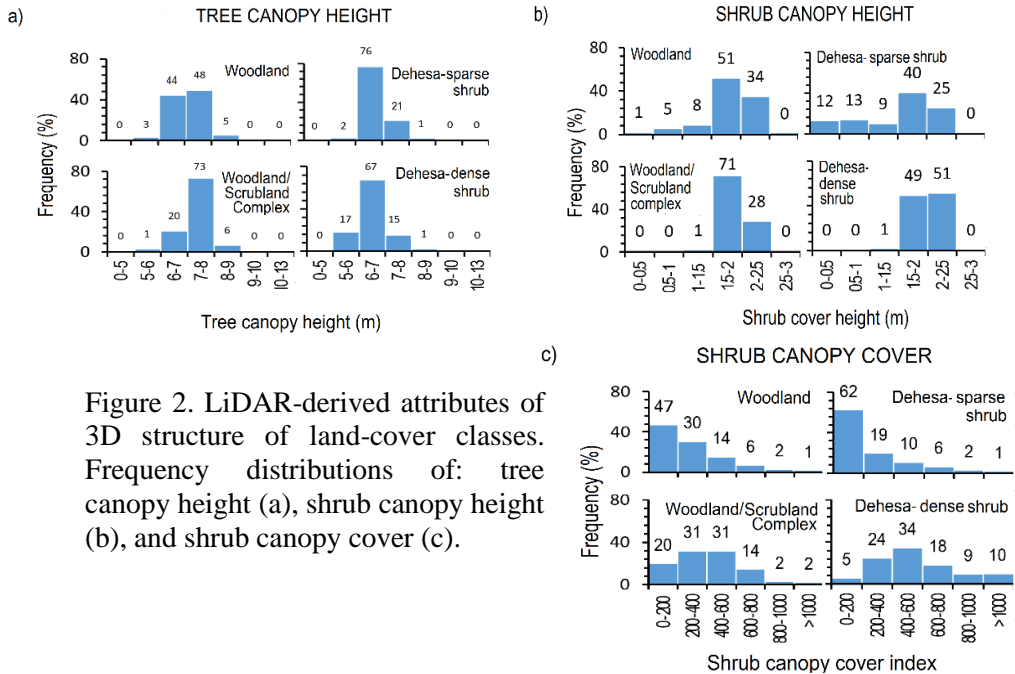 a)
TREE CANOPY HEIGHT
Frequency (%)
80
40
0
Woodland
0 3 44 48 5 0 0
Dehesa-sparse
shrub
0 2 76 21 1 0 0
80
40
0
Woodland/
Scrubland
Complex
0 1 20 73 6 0 0
Dehesa-dense
shrub
0 17 67 15 1 0 0
0-5 5-6 6-7 7-8 8-9 9-10 10-13
0-5 5-6 6-7 7-8 8-9 9-10 10-13
Tree canopy height (m)
b)
SHRUB CANOPY HEIGHT
Frequency (%)
80
40
0
Woodland
1 5 8 51 34 0
Dehesa- sparse shrub
12 13 9 40 25 0
80
40
0
Woodland/
Scrubland
complex
0 0 1 71 28 0
Dehesa-
dense
shrub
0 0 1 49 51 0
0-05 05-1 1-15 1.5-2 2-25 25-3
0-05 05-1 1-15 1.5-2 2-25 25-3
Shrub cover height (m)
c)
SHRUB CANOPY COVER
Frequency (%)
80
40
0
Woodland
47 30 14 6 2 1
Dehesa- sparse
shrub
62 19 10 6 2 1
80
40
0
Woodland/Scrubland
Complex
20 31 31 14 2 2
Dehesa- dense shrub
5 24 34 18 9 10
0-200 200-400 400-600 600-800 800-1000 >1000
0-200 200-400 400-600 600-800 800-1000 >1000
Shrub canopy cover index
Figure 2. LiDAR-derived attributes of
3D structure of land-cover classes.
Frequency distributions of: tree
canopy height (a), shrub canopy height
(b), and shrub canopy cover (c).